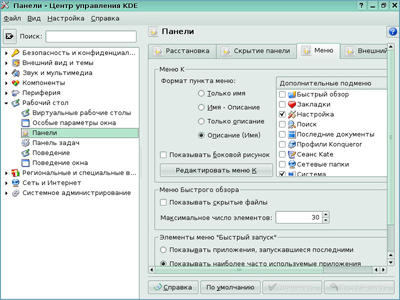 Панели - Центр управления KDE
Файл Вид Настройка Справка
Поиск:
Безопасность и конфиденциал...
Внешний вид и темы
Звук и мультимедиа
Компоненты
Периферия
Рабочий стол
Виртуальные рабочие столы
Особые параметры окна
Панели
Панель задач
Поведение
Поведение окна
Региональные и специальные в...
Сеть и Интернет
Системное администрирование
Панели
Расстановка
Скрытие панели
Меню
Внешний
Меню K
Формат пункта меню:
Только имя
Имя - Описание
Только описание
Описание (Имя)
Показывать боковой рисунок
Редактировать меню K
Дополнительные подменю
Быстрый обзор
Закладки
Настройка
Поиск
Последние документы
Профили Konqueror
Сеанс Kate
Сетевые папки
Система
Меню Быстрого обзора
Показывать скрытые файлы
Максимальное число элементов: 30
Элементы меню "Быстрый запуск"
Показывать приложения, запускавшиеся последними
Показывать наиболее часто используемые приложения
Справка
По умолчанию